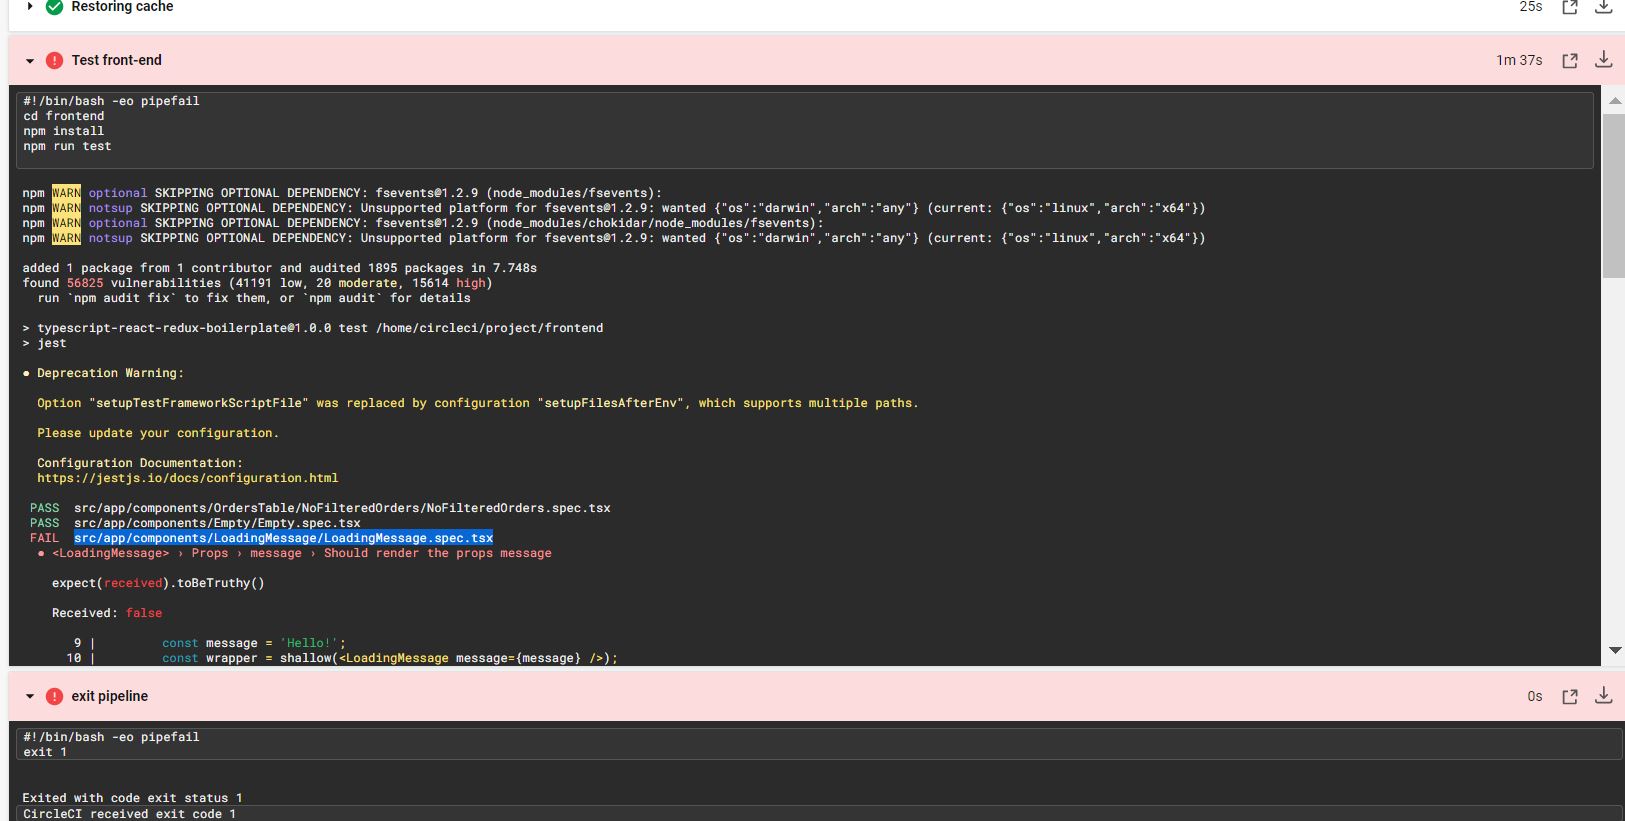 Restoring cache 25s
Test front-end 1m 37s
#!/bin/bash -eo pipefail
cd frontend
npm install
npm run test
npm WARN optional SKIPPING OPTIONAL DEPENDENCY: fsevents@1.2.9 (node_modules/fsevents):
npm WARN notsup SKIPPING OPTIONAL DEPENDENCY: Unsupported platform for fsevents@1.2.9: wanted {"os":"darwin","arch":"any"} (current: {"os":"linux","arch":"x64"})
npm WARN optional SKIPPING OPTIONAL DEPENDENCY: fsevents@1.2.9 (node_modules/chokidar/node_modules/fsevents):
npm WARN notsup SKIPPING OPTIONAL DEPENDENCY: Unsupported platform for fsevents@1.2.9: wanted {"os":"darwin","arch":"any"} (current: {"os":"linux","arch":"x64"})
added 1 package from 1 contributor and audited 1895 packages in 7.748s
found 56825 vulnerabilities (41191 low, 20 moderate, 15614 high)
run `npm audit fix` to fix them, or `npm audit` for details
> typescript-react-redux-boilerplate@1.0.0 test /home/circleci/project/frontend
> jest
● Deprecation Warning:
Option "setupTestFrameworkScriptFile" was replaced by configuration "setupFilesAfterEnv", which supports multiple paths.
Please update your configuration.
Configuration Documentation:
https://jestjs.io/docs/configuration.html
PASS src/app/components/OrdersTable/NoFilteredOrders/NoFilteredOrders.spec.tsx
PASS src/app/components/Empty/Empty.spec.tsx
FAIL src/app/components/LoadingMessage/LoadingMessage.spec.tsx
● <LoadingMessage> › Props › message › Should render the props message
expect(received).toBeTruthy()
Received: false
9 | const message = 'Hello!';
10 | const wrapper = shallow(<LoadingMessage message={message} />);
exit pipeline 0s
#!/bin/bash -eo pipefail
exit 1
Exited with code exit status 1
CircleCI received exit code 1